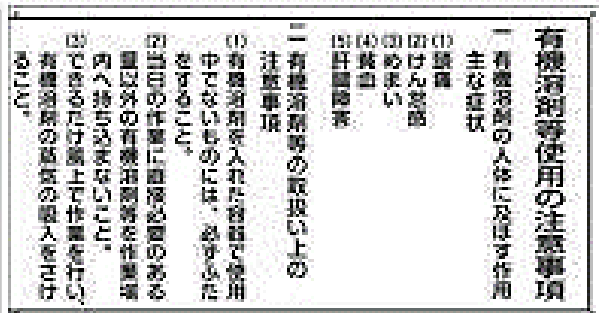 有機溶剤等使用の注意事項
一 有機溶剤の人体に及ぼす作用
主な症状
(1)頭痛
(2)けん怠感
(3)めまい
(4)貧血
(5)肝臓障害
二 有機溶剤等の取扱い上の
注意事項
(1)有機溶剤を入れた容器で使用
中でないものには、必ずふた
をすること。
(2)当日の作業に直接必要のある
量以外の有機溶剤等を作業場
内へ持ち込まないこと。
(3)できるだけ風上で作業を行い、
有機溶剤の蒸気の吸入をさけ
ること。